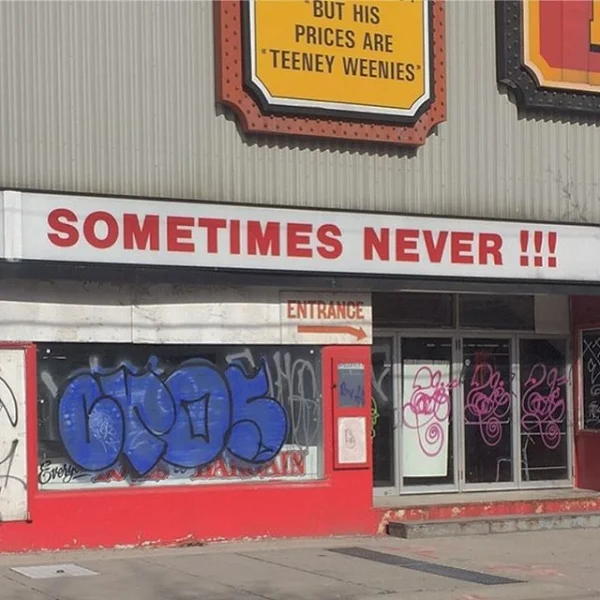 "BUT HIS
PRICES ARE
"TEENEY WEENIES"
SOMETIMES NEVER !!!
ENTRANCE
BARGAIN